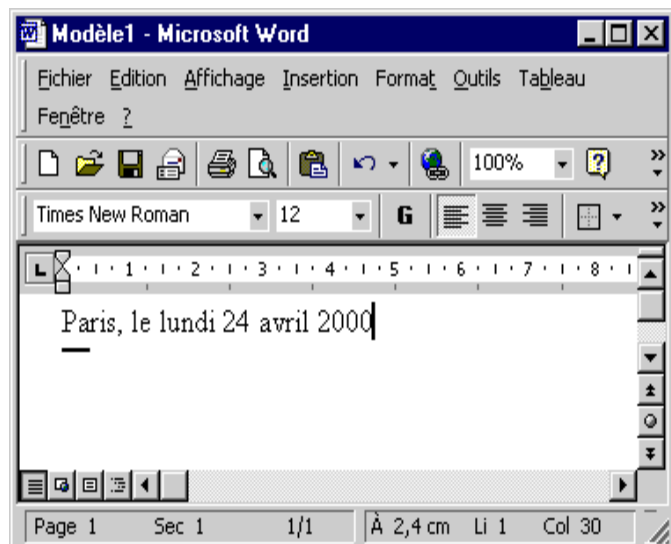 Modèle1 - Microsoft Word
Fichier Edition Affichage Insertion Format Outils Tableau
Fenêtre ?
100%
Times New Roman 12 G
L 1 2 3 4 5 6 7 8
Paris, le lundi 24 avril 2000
Page 1 Sec 1 1/1 À 2,4 cm Li 1 Col 30